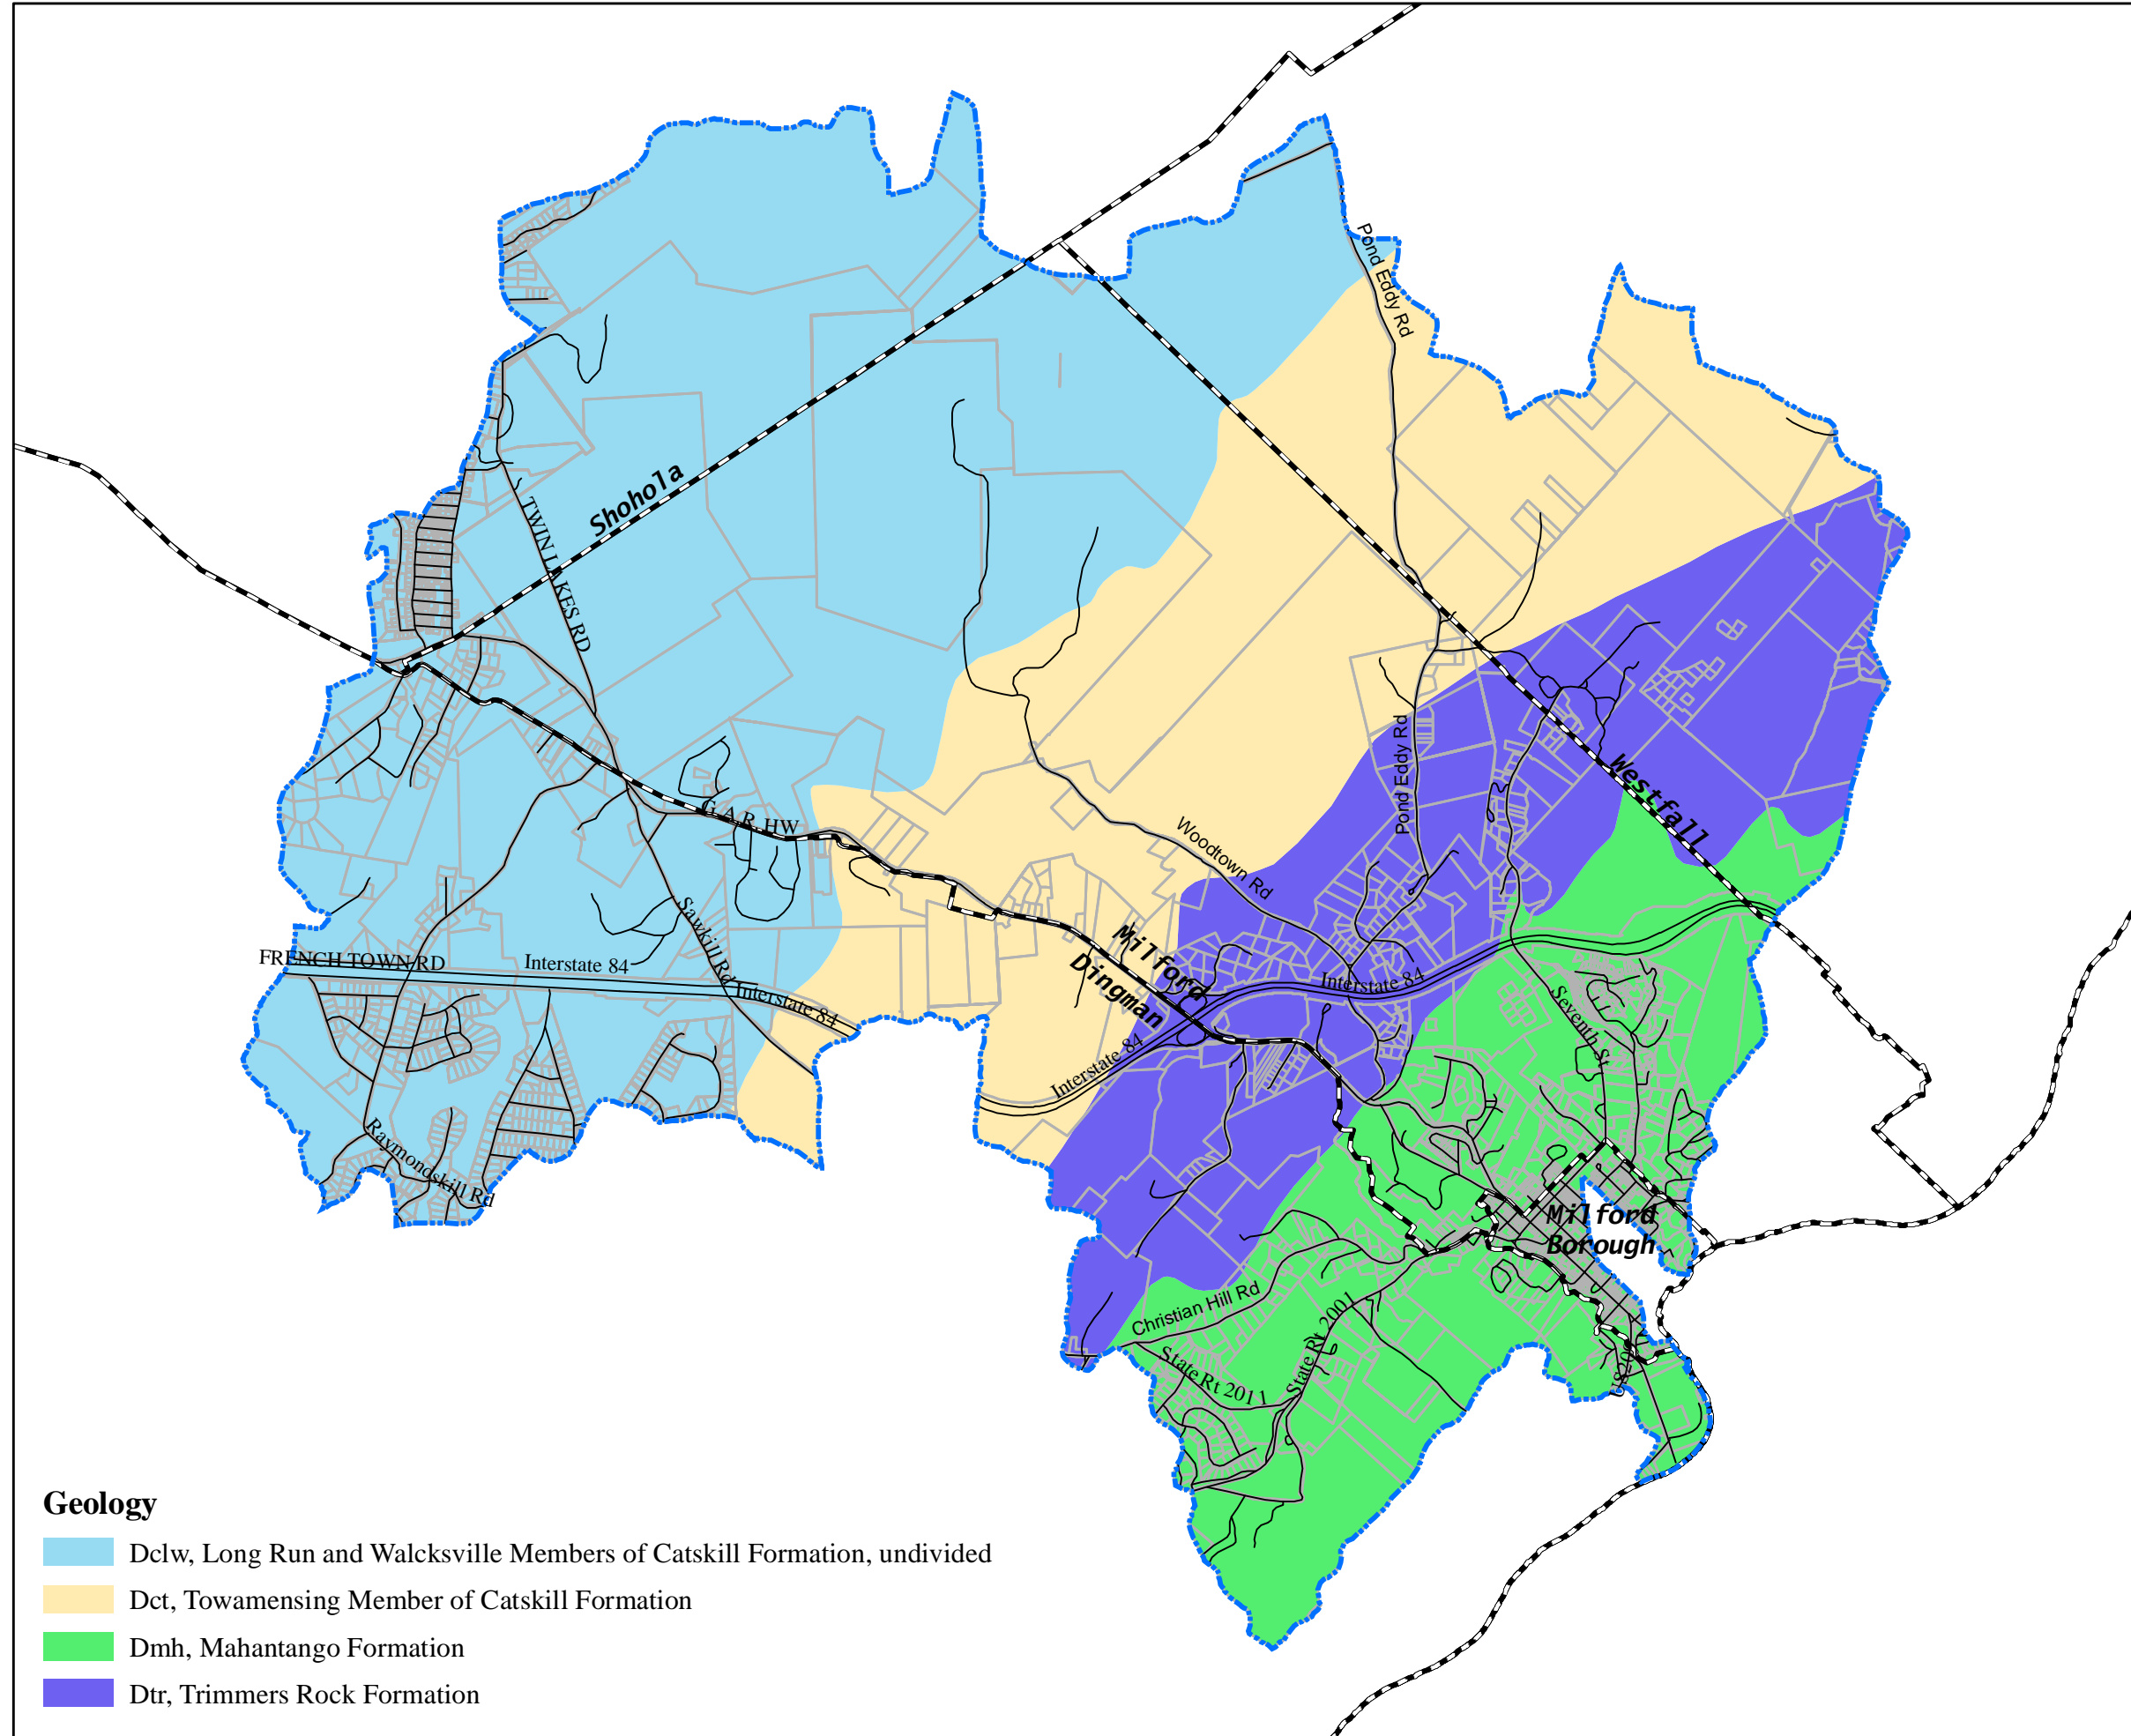 Pond Eddy Rd
Shohola
TWIN LAKES RD
Westfall
Pond Eddy Rd
G.A.R. HW
Woodtown Rd
Sawkill Rd
Milford
Dingman
FRENCH TOWN RD
Interstate 84
Interstate 84
Interstate 84
Seventh St
Interstate 84
Raymondskill Rd
Milford
Borough
Christian Hill Rd
State Rt 2001
State Rt 2011
Geology
Dclw, Long Run and Walcksville Members of Catskill Formation, undivided
Dct, Towamensing Member of Catskill Formation
Dmh, Mahantango Formation
Dtr, Trimmers Rock Formation